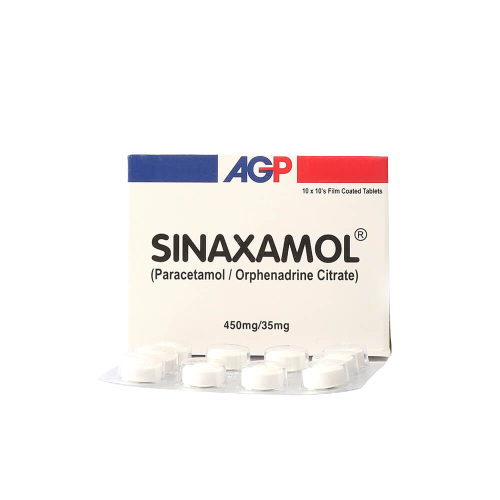 AGP
10 x 10's Film Coated Tablets
SINAXAMOL®
(Paracetamol / Orphenadrine Citrate)
450mg/35mg